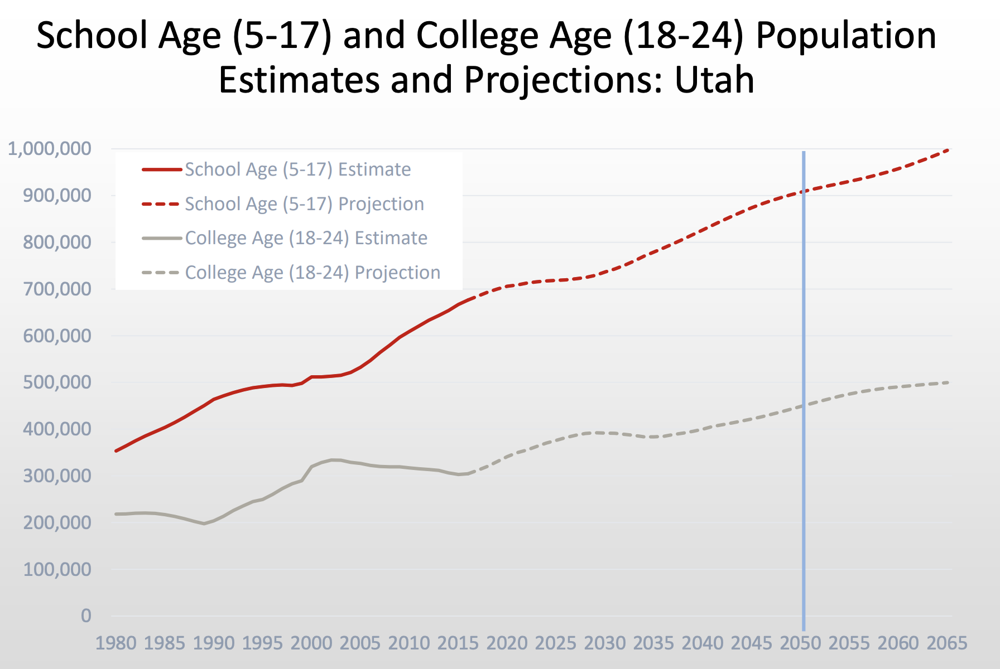 School Age (5-17) and College Age (18-24) Population
Estimates and Projections: Utah
1,000,000
900,000
800,000
700,000
600,000
500,000
400,000
300,000
200,000
100,000
0
School Age (5-17) Estimate
School Age (5-17) Projection
College Age (18-24) Estimate
College Age (18-24) Projection
1980 1985 1990 1995 2000 2005 2010 2015 2020 2025 2030 2035 2040 2045 2050 2055 2060 2065